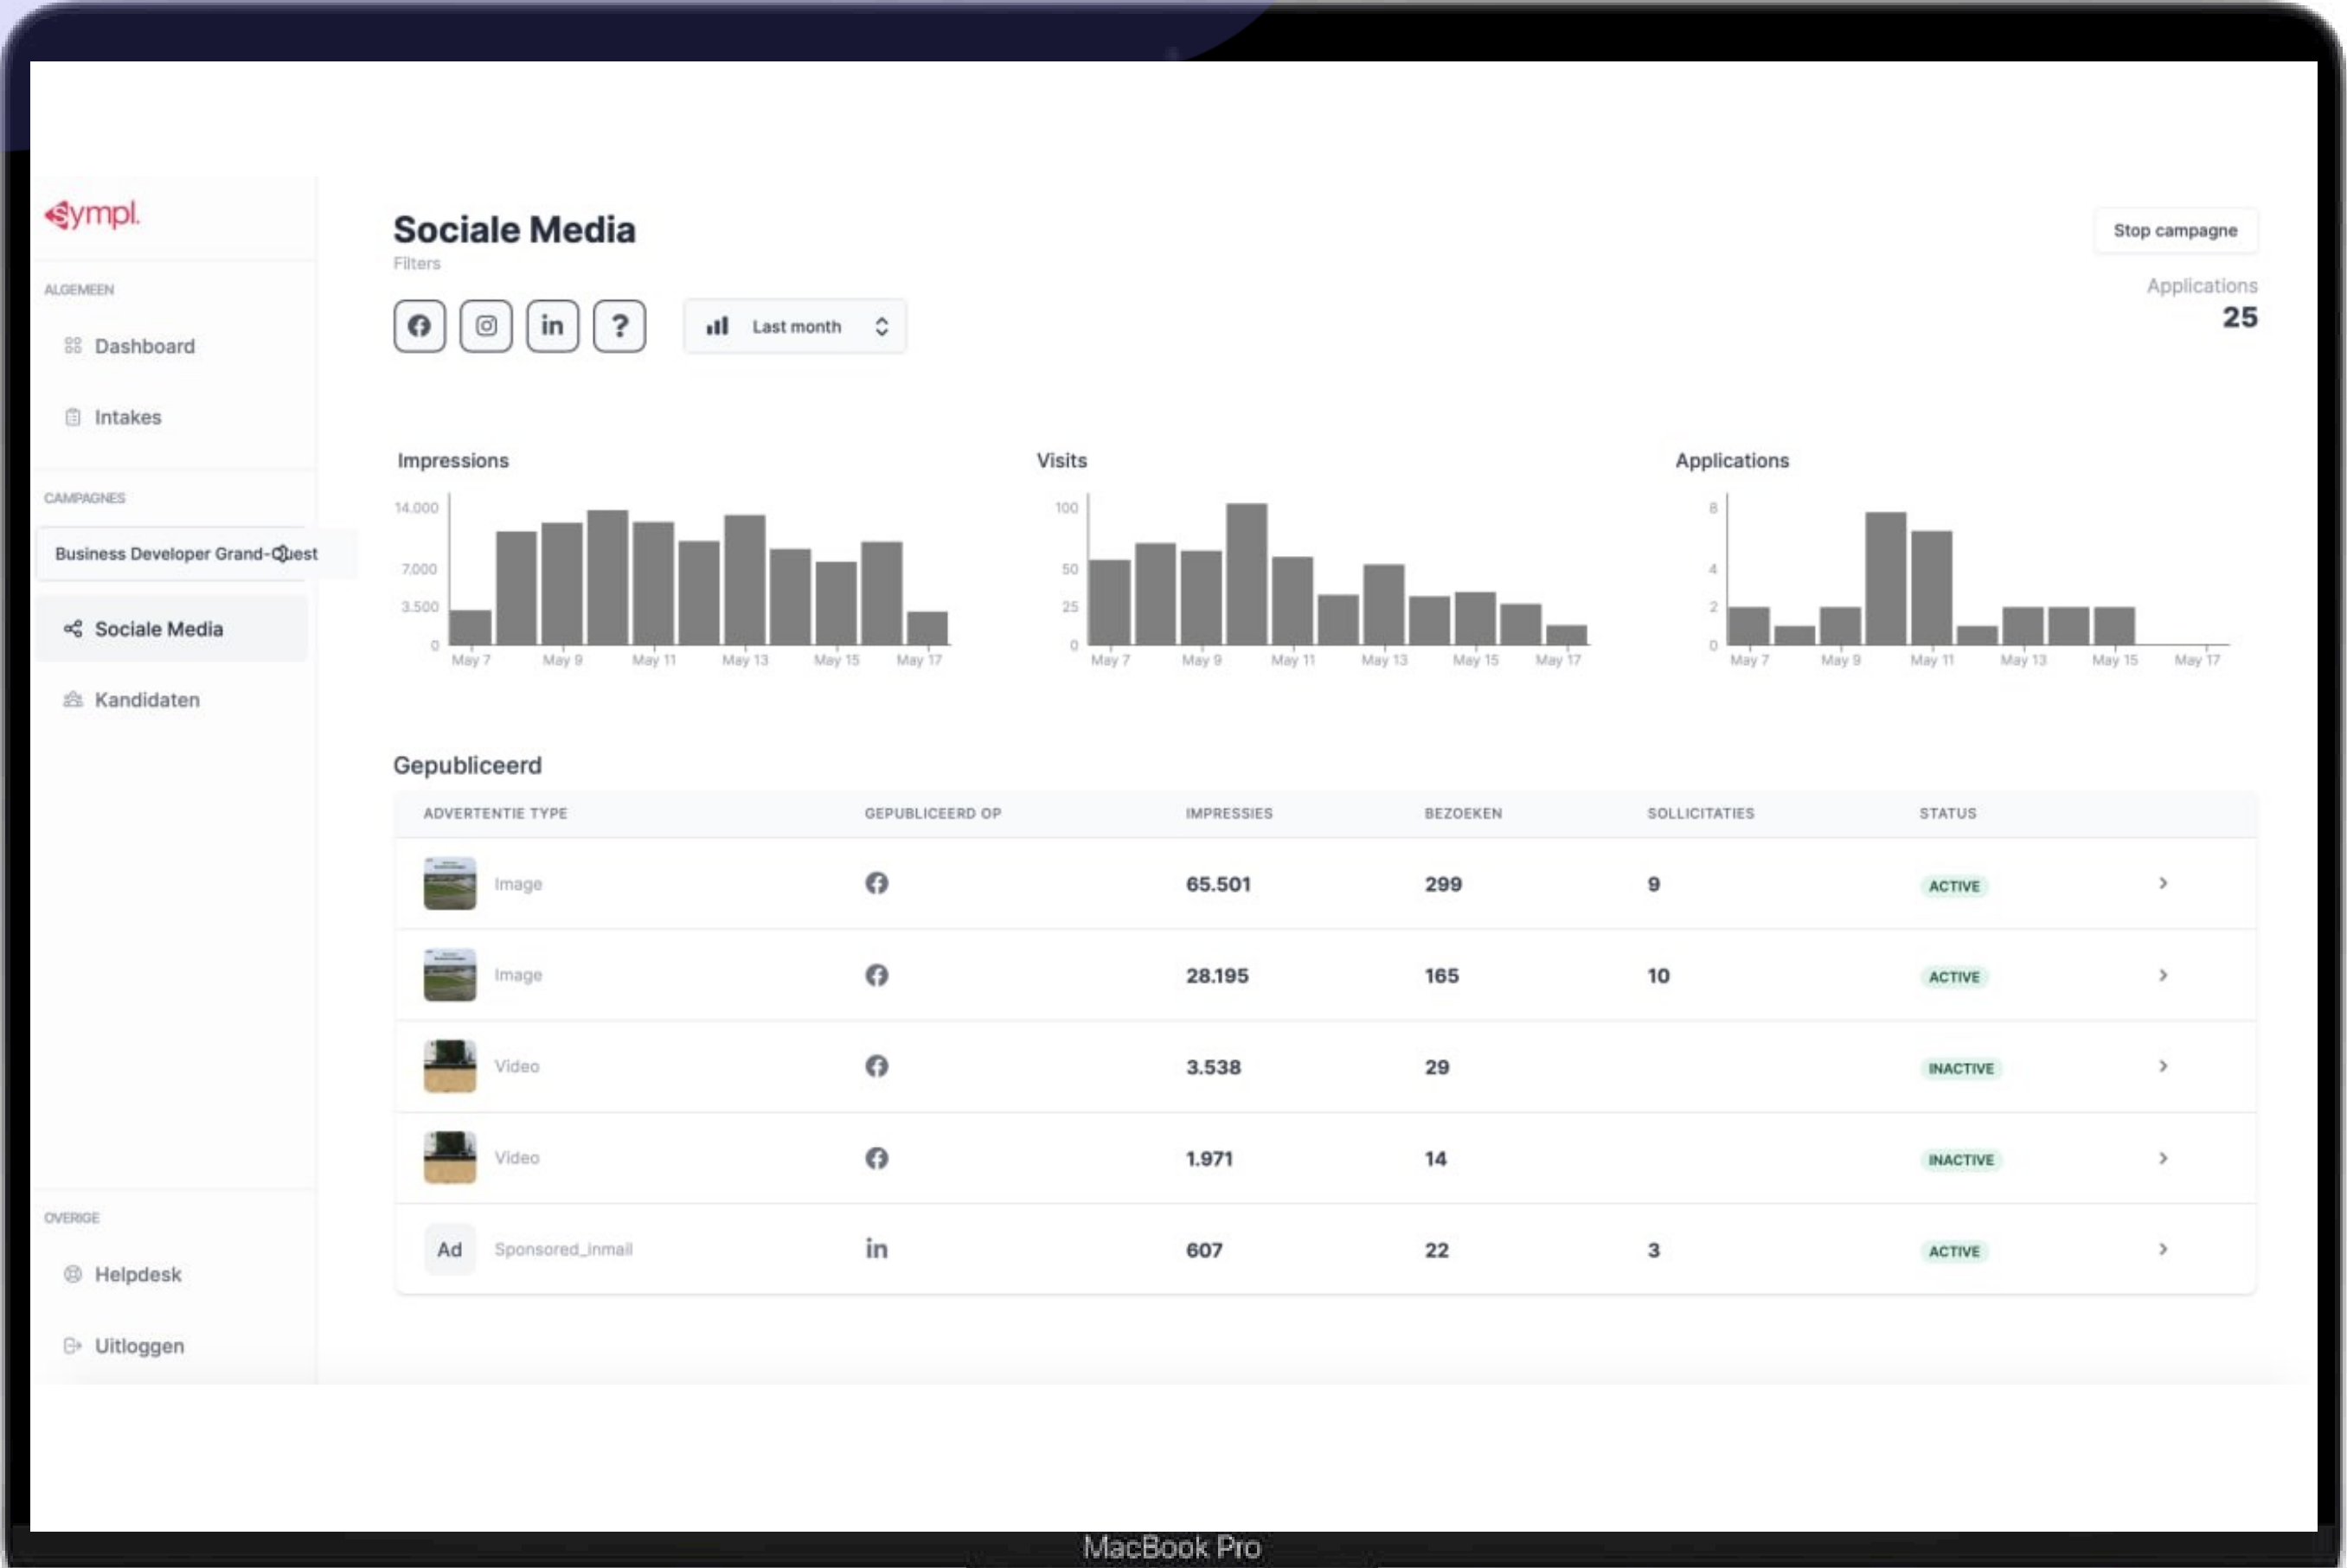 sympl.
ALGEMEEN
Dashboard
Intakes
CAMPAGNES
Business Developer Grand-Ouest
Sociale Media
Kandidaten
OVERIGE
Helpdesk
Uitloggen
Sociale Media
Filters
in
?
Last month
Stop campagne
Applications
25
Impressions
14.000
7.000
3.500
0
May 7 May 9 May 11 May 13 May 15 May 17
Visits
100
50
25
0
May 7 May 9 May 11 May 13 May 15 May 17
Applications
8
4
2
0
May 7 May 9 May 11 May 13 May 15 May 17
Gepubliceerd
ADVERTENTIE TYPE GEPUBLICEERD OP IMPRESSIES BEZOEKEN SOLLICITATIES STATUS
Image 65.501 299 9 ACTIVE
Image 28.195 165 10 ACTIVE
Video 3.538 29 INACTIVE
Video 1.971 14 INACTIVE
Ad Sponsored_inmail in 607 22 3 ACTIVE
MacBook Pro